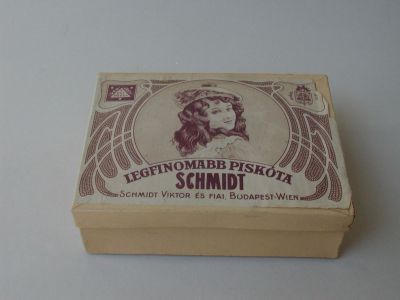 LEGFINOMABB PISKÓTA
SCHMIDT
SCHMIDT VIKTOR ÉS FIAI, BUDAPEST-WIEN